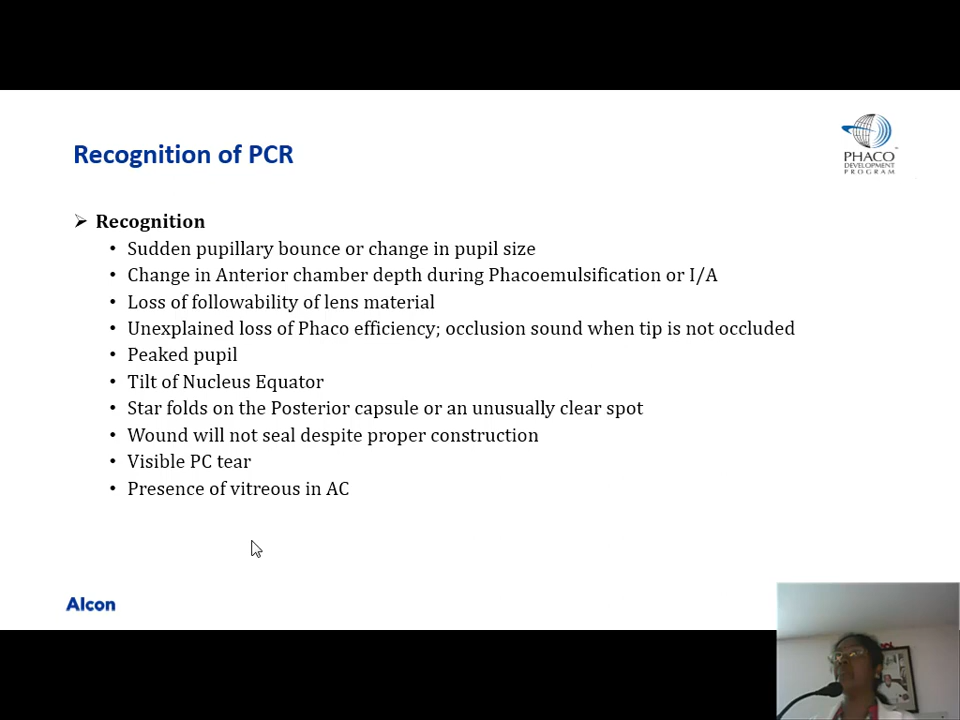 Recognition of PCR
PHACO
DEVELOPMENT
PROGRAM
➢ Recognition
• Sudden pupillary bounce or change in pupil size
• Change in Anterior chamber depth during Phacoemulsification or I/A
• Loss of followability of lens material
• Unexplained loss of Phaco efficiency; occlusion sound when tip is not occluded
• Peaked pupil
• Tilt of Nucleus Equator
• Star folds on the Posterior capsule or an unusually clear spot
• Wound will not seal despite proper construction
• Visible PC tear
• Presence of vitreous in AC
Alcon